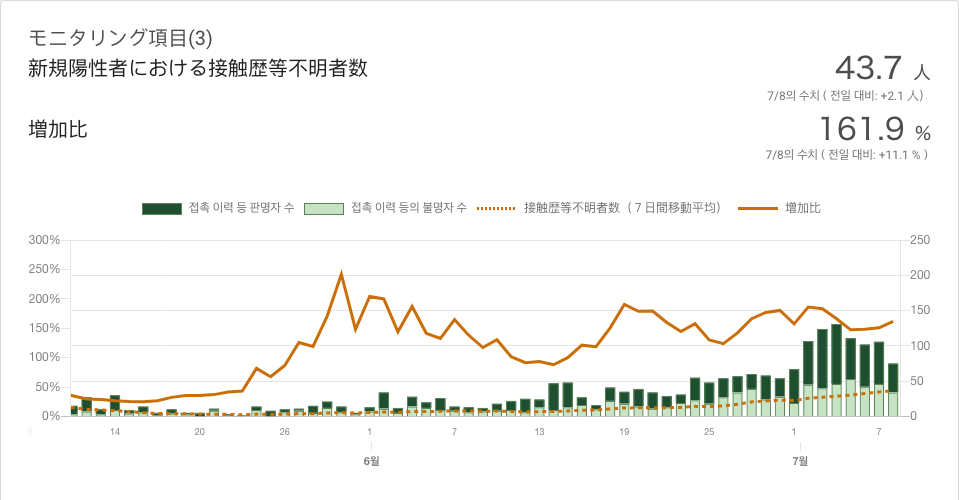 モニタリング項目(3)
新規陽性者における接触歴等不明者数
43.7 人
7/8의 수치 ( 전일 대비: +2.1 人)
増加比
161.9 %
7/8의 수치 ( 전일 대비: +11.1 % )
접촉 이력 등 판명자 수 접촉 이력 등의 불명자 수 接触歴等不明者数（７日間移動平均） 増加比
300% 250
250%
200
200%
150% 150
100% 100
50% 50
0% 0
8 14 20 26 1 7 13 19 25 1 7
6월 7월